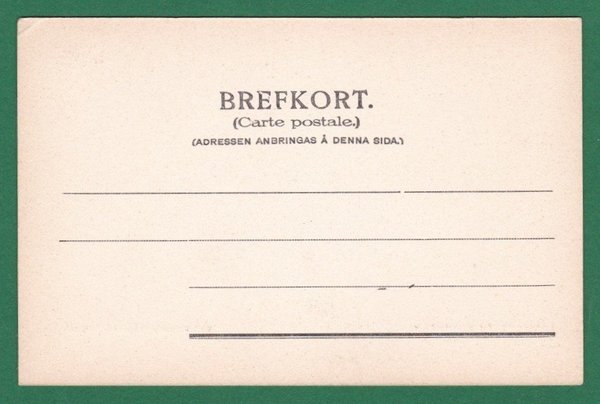 BREFKORT.
(Carte postale.)
(ADRESSEN ANBRINGAS Å DENNA SIDA.)